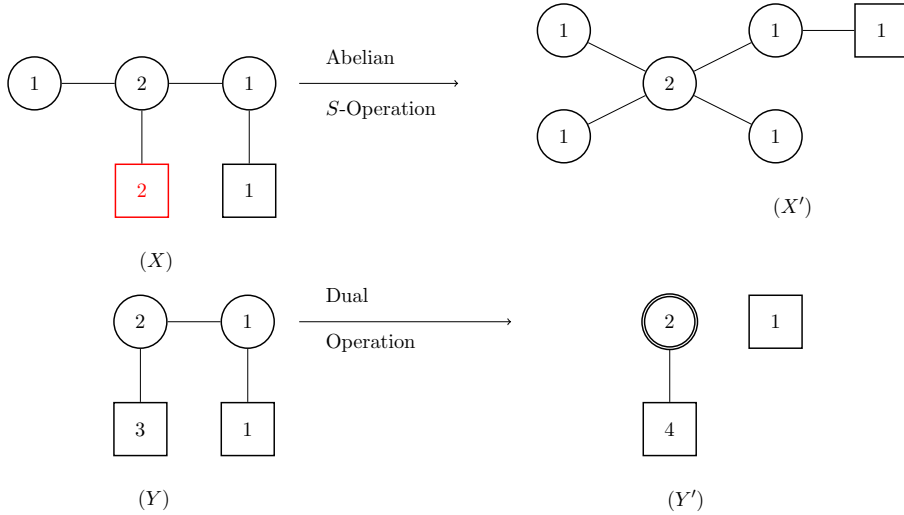 1 2 1
2 1
(X)
Abelian
S-Operation
1 1 1
2
1 1
(X′)
2 1
3 1
(Y)
Dual
Operation
2 1
4
(Y′)